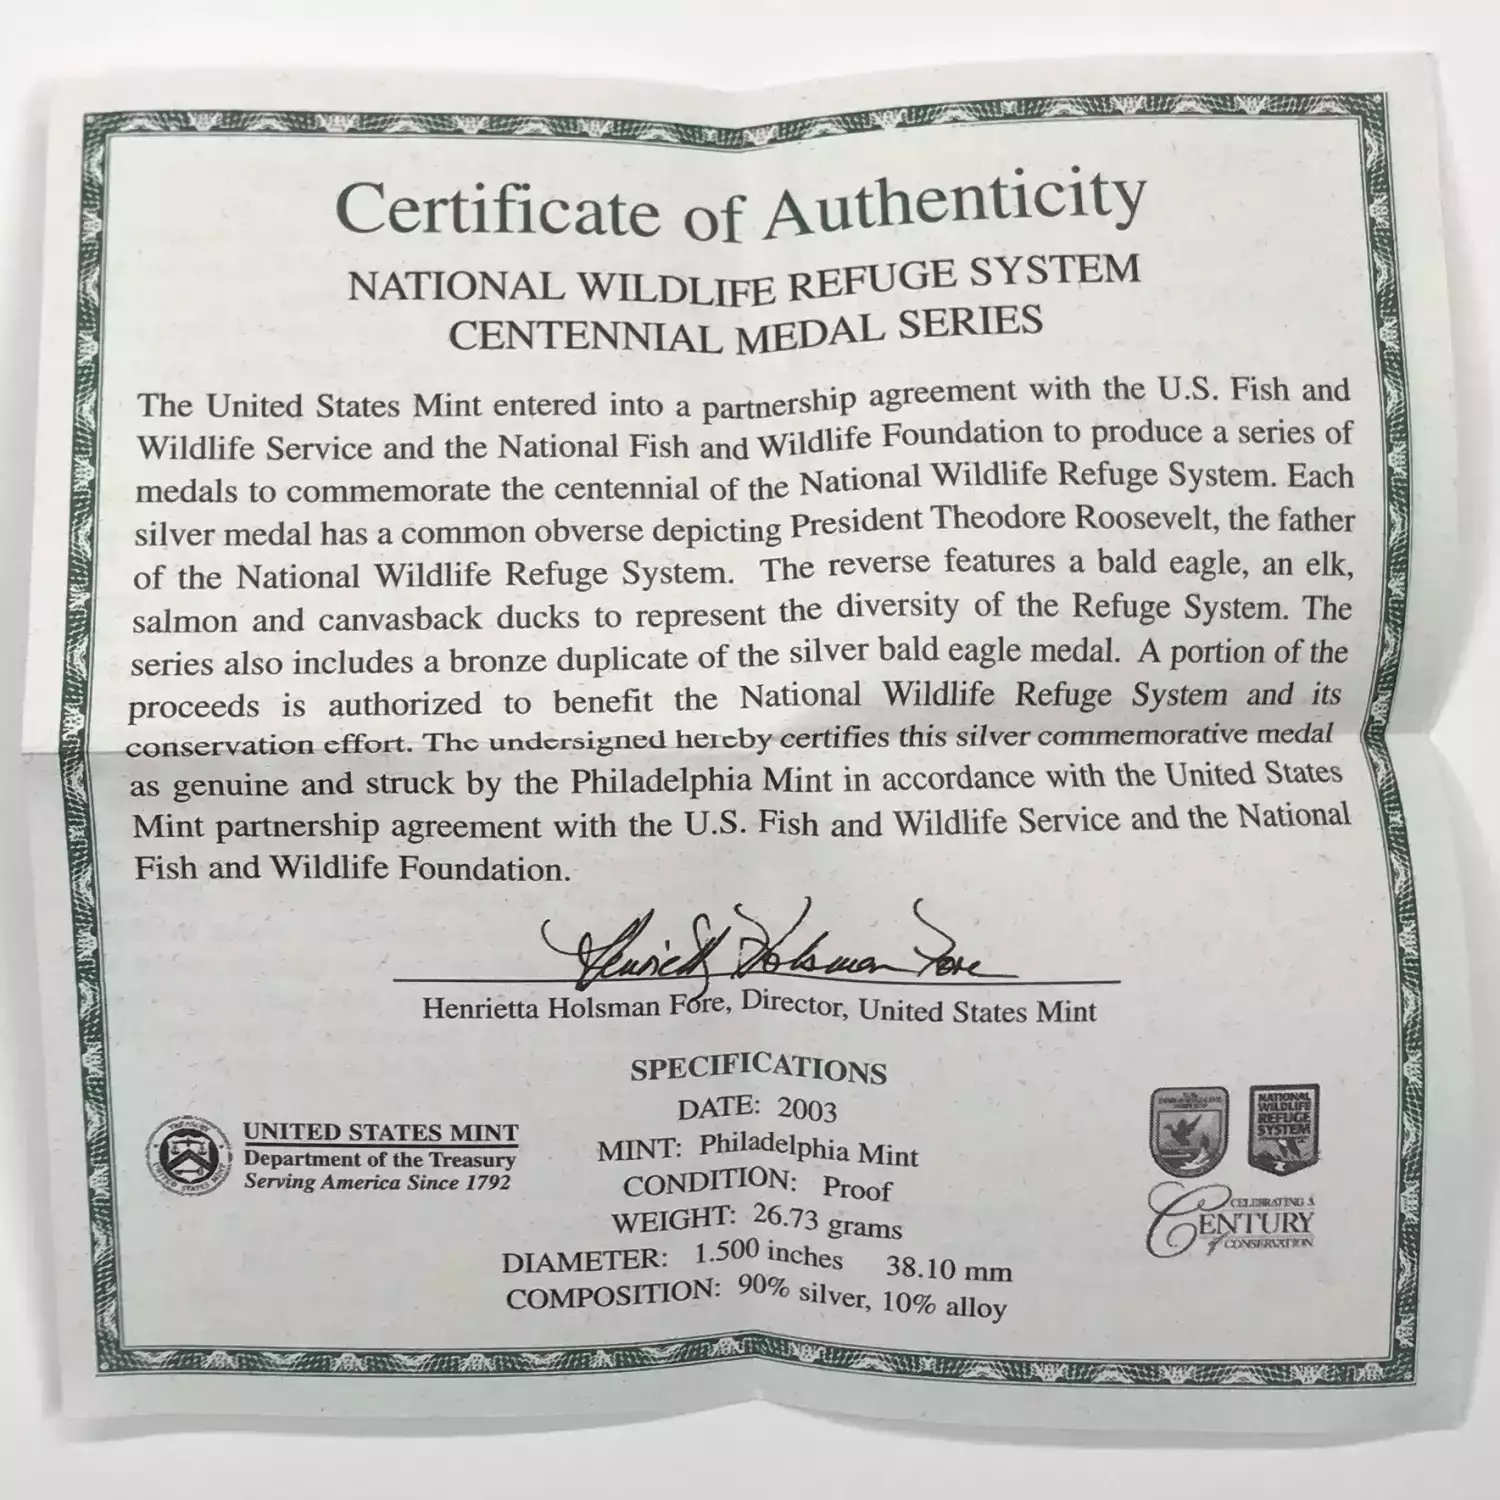 Certificate of Authenticity
NATIONAL WILDLIFE REFUGE SYSTEM
CENTENNIAL MEDAL SERIES
The United States Mint entered into a partnership agreement with the U.S. Fish and
Wildlife Service and the National Fish and Wildlife Foundation to produce a series of
medals to commemorate the centennial of the National Wildlife Refuge System. Each
silver medal has a common obverse depicting President Theodore Roosevelt, the father
of the National Wildlife Refuge System. The reverse features a bald eagle, an elk,
salmon and canvasback ducks to represent the diversity of the Refuge System. The
series also includes a bronze duplicate of the silver bald eagle medal. A portion of the
proceeds is authorized to benefit the National Wildlife Refuge System and its
conservation effort. The undersigned hereby certifies this silver commemorative medal
as genuine and struck by the Philadelphia Mint in accordance with the United States
Mint partnership agreement with the U.S. Fish and Wildlife Service and the National
Fish and Wildlife Foundation.
Henrietta Holsman Fore
Henrietta Holsman Fore, Director, United States Mint
SPECIFICATIONS
DATE: 2003
MINT: Philadelphia Mint
CONDITION: Proof
WEIGHT: 26.73 grams
DIAMETER: 1.500 inches 38.10 mm
COMPOSITION: 90% silver, 10% alloy
UNITED STATES MINT
Department of the Treasury
Serving America Since 1792
NATIONAL
WILDLIFE
REFUGE
SYSTEM
CELEBRATING A
CENTURY
of CONSERVATION